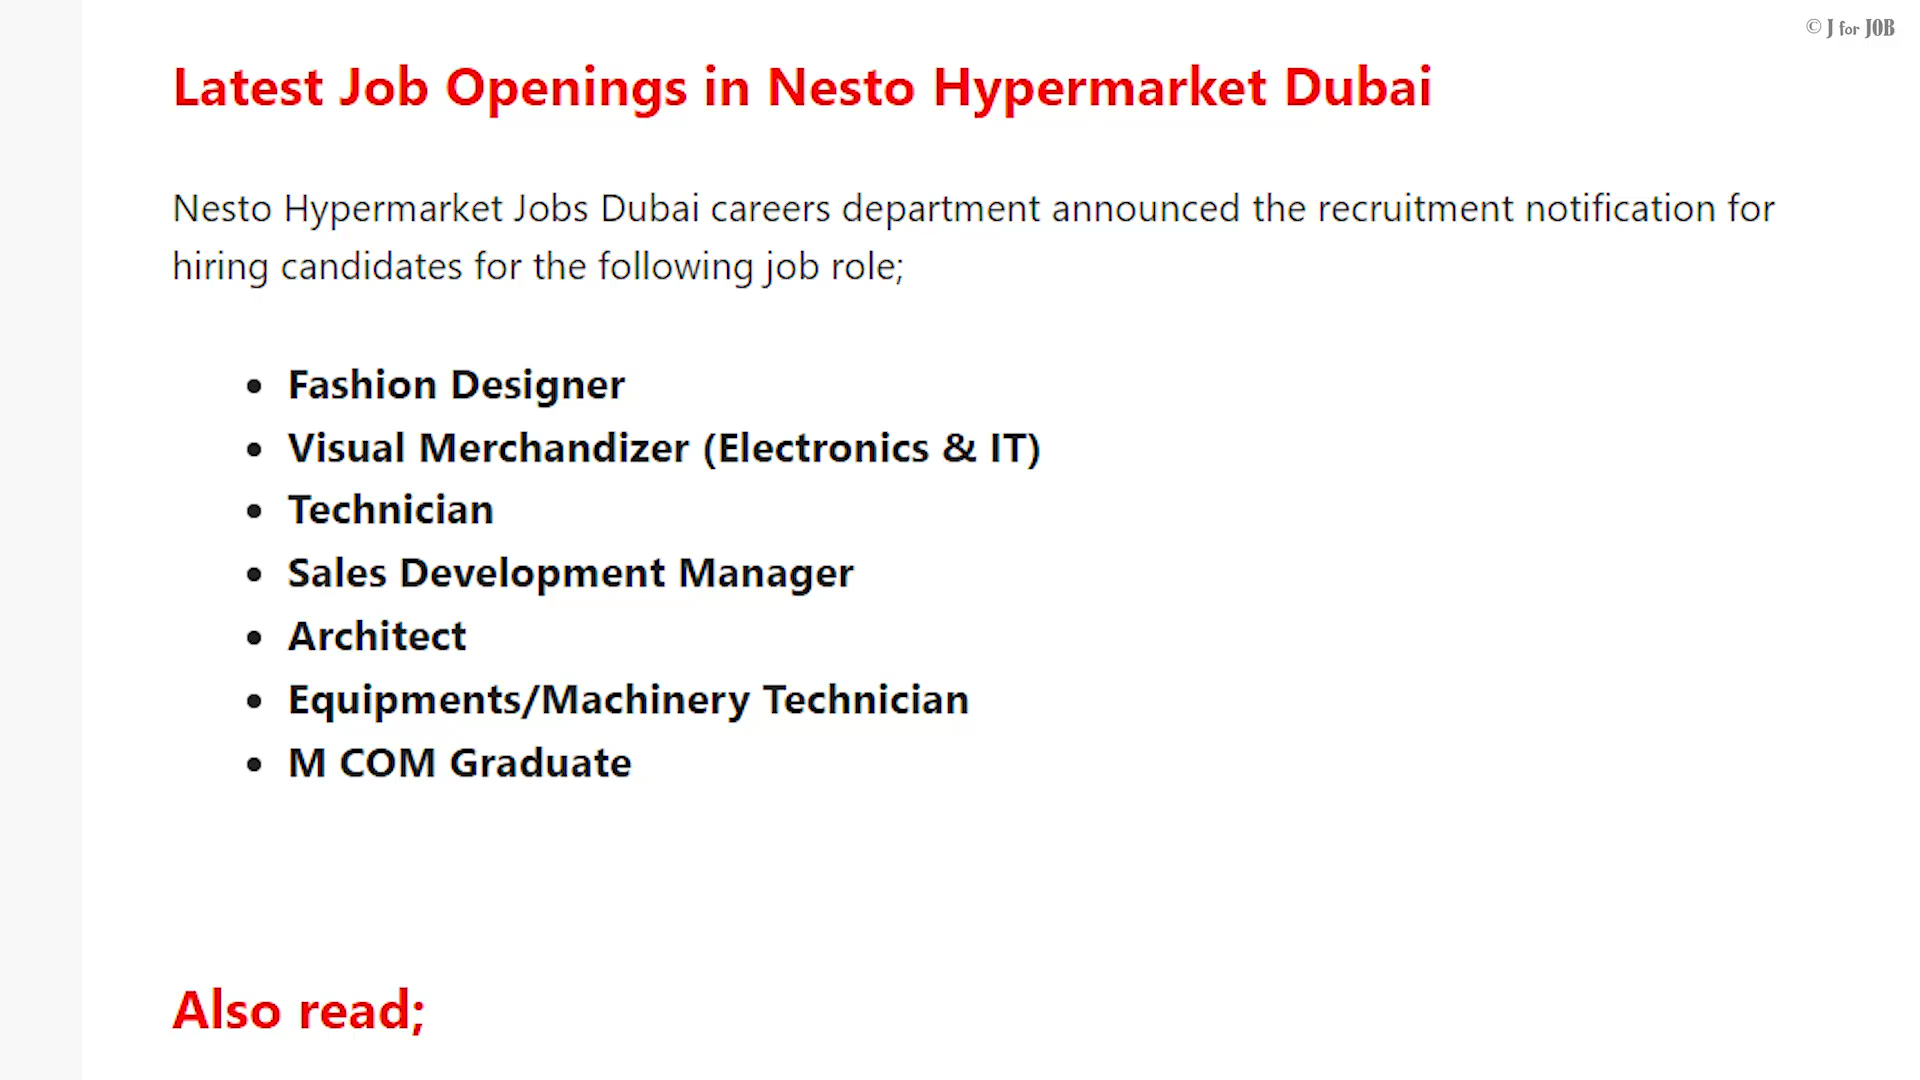 © J for JOB
Latest Job Openings in Nesto Hypermarket Dubai
Nesto Hypermarket Jobs Dubai careers department announced the recruitment notification for
hiring candidates for the following job role;
• Fashion Designer
• Visual Merchandizer (Electronics & IT)
• Technician
• Sales Development Manager
• Architect
• Equipments/Machinery Technician
• M COM Graduate
Also read;